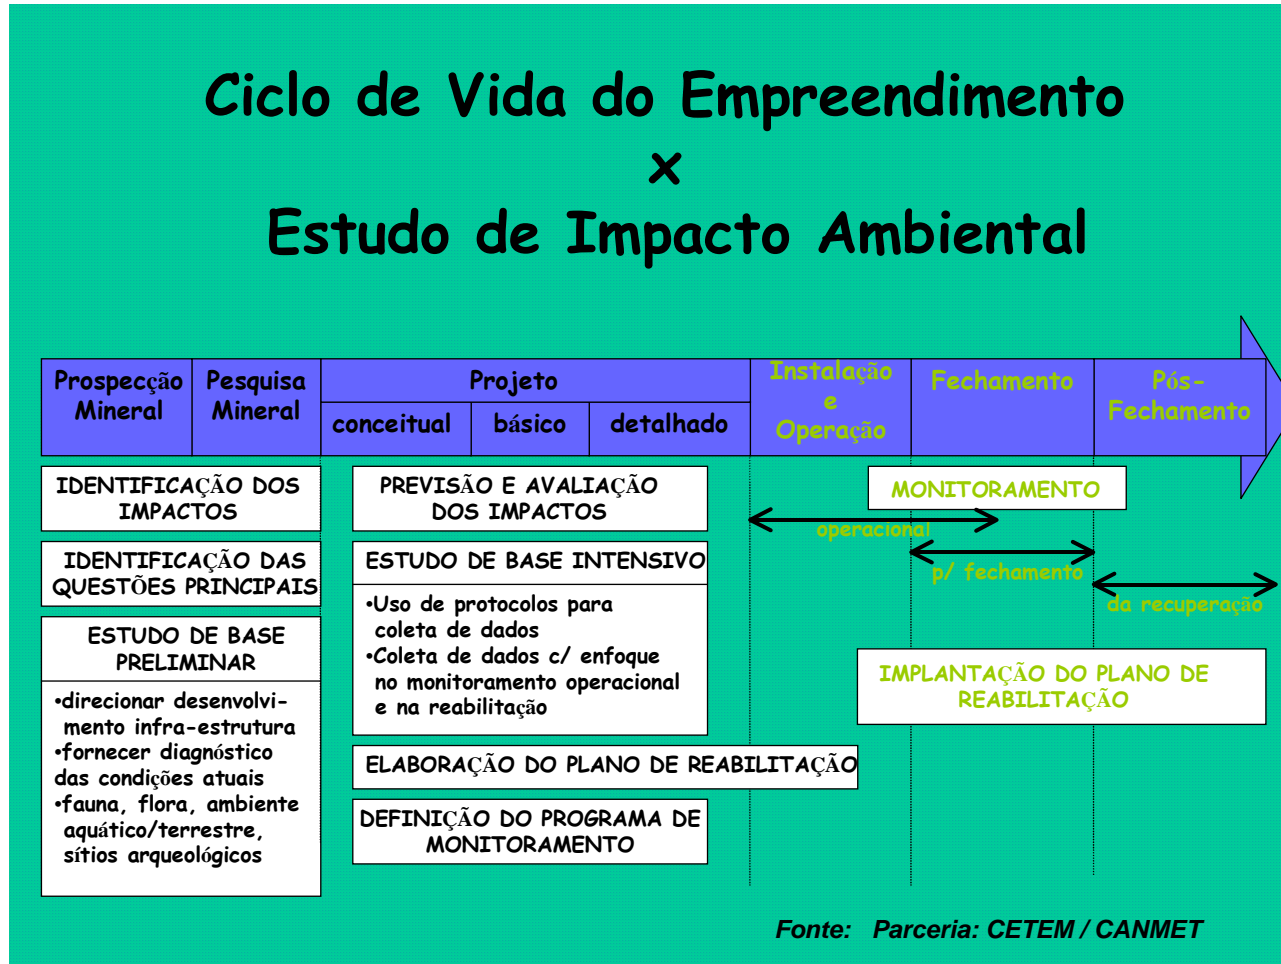 Ciclo de Vida do Empreendimento
x
Estudo de Impacto Ambiental
Prospecção
Mineral
Pesquisa
Mineral
Projeto
conceitual
básico
detalhado
Instalação
e
Operação
Fechamento
Pós-
Fechamento
IDENTIFICAÇÃO DOS
IMPACTOS
IDENTIFICAÇÃO DAS
QUESTÕES PRINCIPAIS
ESTUDO DE BASE
PRELIMINAR
•direcionar desenvolvi-
mento infra-estrutura
•fornecer diagnóstico
das condições atuais
•fauna, flora, ambiente
aquático/terrestre,
sítios arqueológicos
PREVISÃO E AVALIAÇÃO
DOS IMPACTOS
ESTUDO DE BASE INTENSIVO
•Uso de protocolos para
coleta de dados
•Coleta de dados c/ enfoque
no monitoramento operacional
e na reabilitação
ELABORAÇÃO DO PLANO DE REABILITAÇÃO
DEFINIÇÃO DO PROGRAMA DE
MONITORAMENTO
MONITORAMENTO
operacional
p/ fechamento
da recuperação
IMPLANTAÇÃO DO PLANO DE
REABILITAÇÃO
Fonte: Parceria: CETEM / CANMET